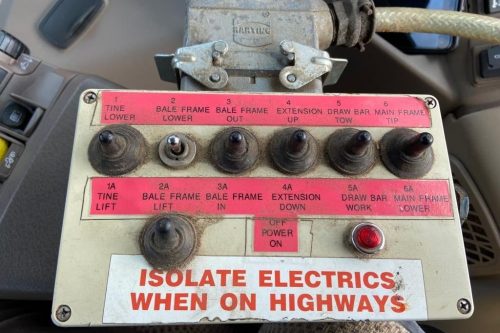 HARTING
1 2 3 4 5 6
TINE BALE FRAME BALE FRAME EXTENSION DRAW BAR MAIN FRAME
LOWER LOWER OUT UP TOW TIP
1A 2A 3A 4A 5A 6A
TINE BALE FRAME BALE FRAME EXTENSION DRAW BAR MAIN FRAME
LIFT LIFT IN DOWN WORK LOWER
OFF
POWER
ON
ISOLATE ELECTRICS
WHEN ON HIGHWAYS